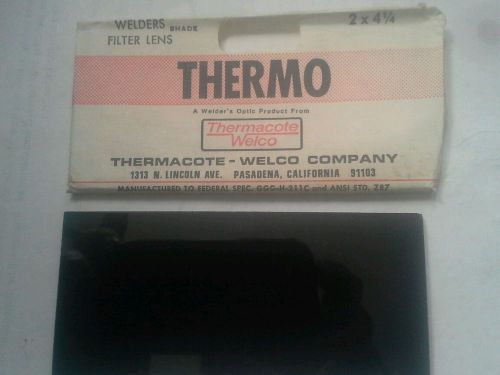 WELDERS SHADE 2 x 4¼
FILTER LENS
THERMO
A Welder's Optic Product From
Thermacote
Welco
THERMACOTE - WELCO COMPANY
1313 N. LINCOLN AVE. PASADENA, CALIFORNIA 91103
MANUFACTURED TO FEDERAL SPEC. GGG-H-211C and ANSI STD. Z87